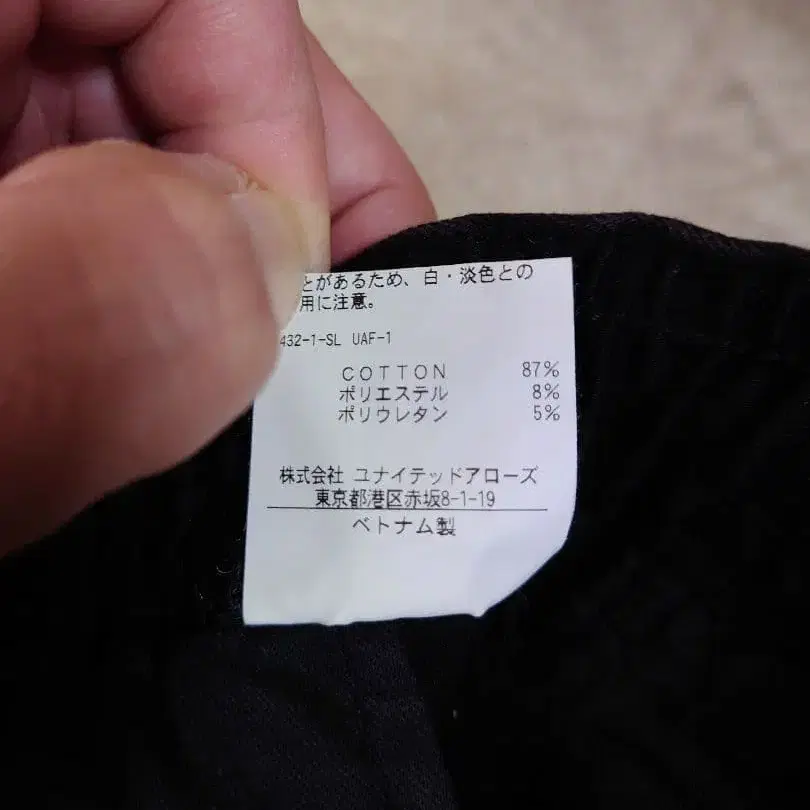 とがあるため、白・淡色との
用に注意。
432-1-SL UAF-1
COTTON 87%
ポリエステル 8%
ポリウレタン 5%
株式会社 ユナイテッドアローズ
東京都港区赤坂8-1-19
ベトナム製